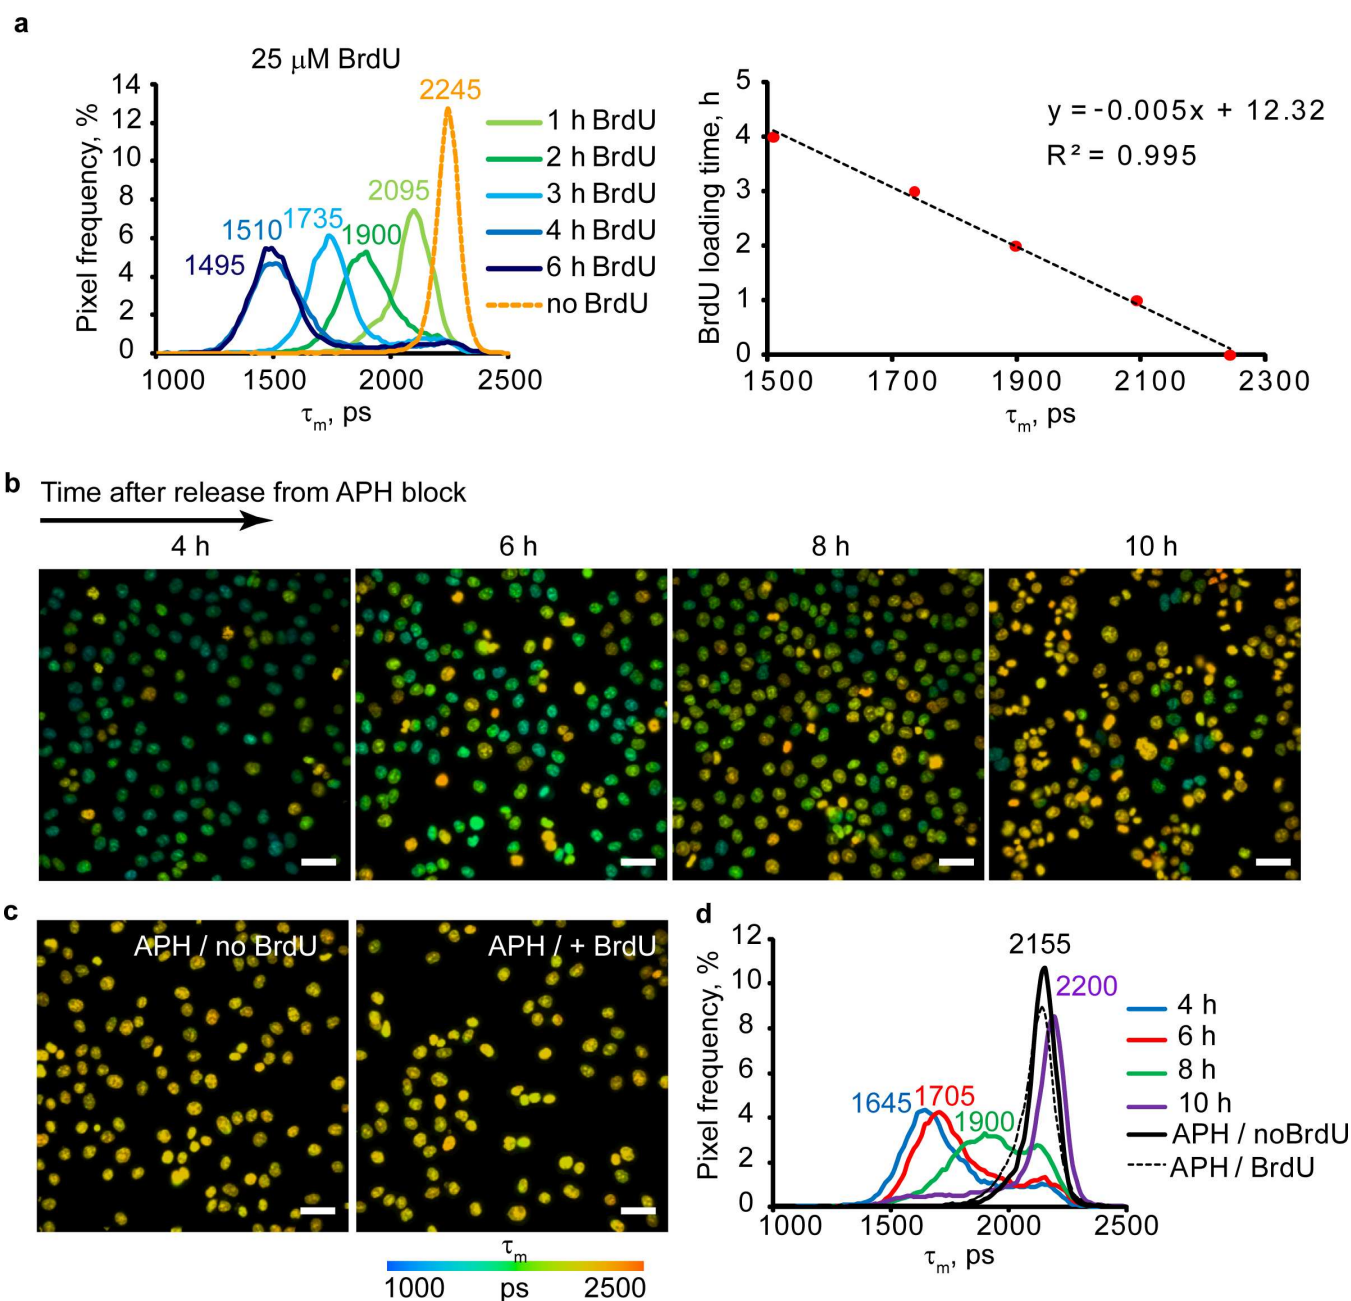 a
25 μM BrdU
Pixel frequency, %
14
12
10
8
6
4
2
0
1000 1500 2000 2500
τm, ps
2245
2095
1735
1900
1510
1495
1 h BrdU
2 h BrdU
3 h BrdU
4 h BrdU
6 h BrdU
no BrdU
BrdU loading time, h
5
4
3
2
1
0
1500 1700 1900 2100 2300
τm, ps
y = -0.005x + 12.32
R² = 0.995
b
Time after release from APH block
4 h 6 h 8 h 10 h
c
APH / no BrdU
APH / + BrdU
τm
1000 ps 2500
d
Pixel frequency, %
12
10
8
6
4
2
0
1000 1500 2000 2500
τm, ps
2155
2200
1645
1705
1900
4 h
6 h
8 h
10 h
APH / noBrdU
APH / BrdU